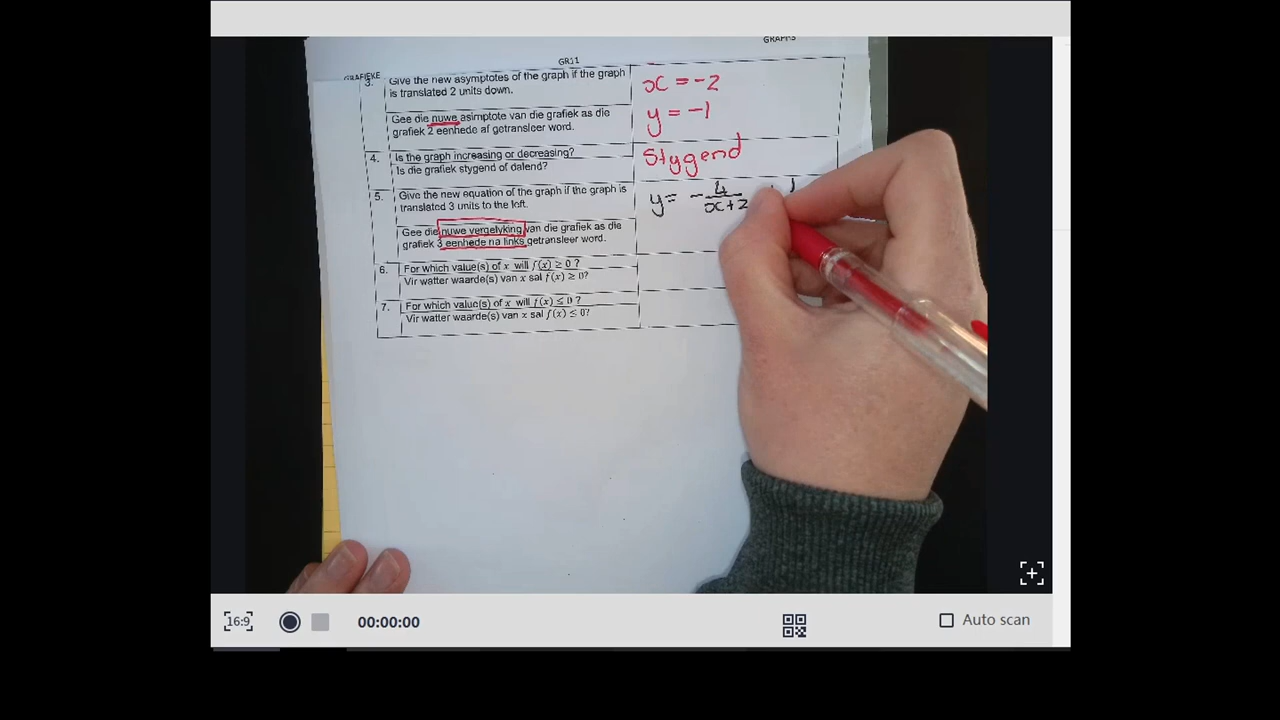 GRAPHS
GR11
GRAFIEKE
3. Give the new asymptotes of the graph if the graph
is translated 2 units down.
Gee die nuwe asimptote van die grafiek as die
grafiek 2 eenhede af getransleer word.
x = -2
y = -1
4. Is the graph increasing or decreasing?
Is die grafiek stygend of dalend?
Stygend
5. Give the new equation of the graph if the graph is
translated 3 units to the left.
Gee die nuwe vergelyking van die grafiek as die
grafiek 3 eenhede na links getransleer word.
y = - 4
x+2
6. For which value(s) of x will f(x) ≥ 0 ?
Vir watter waarde(s) van x sal f(x) ≥ 0?
7. For which value(s) of x will f(x) ≤ 0 ?
Vir watter waarde(s) van x sal f(x) ≤ 0?
16:9
00:00:00
Auto scan